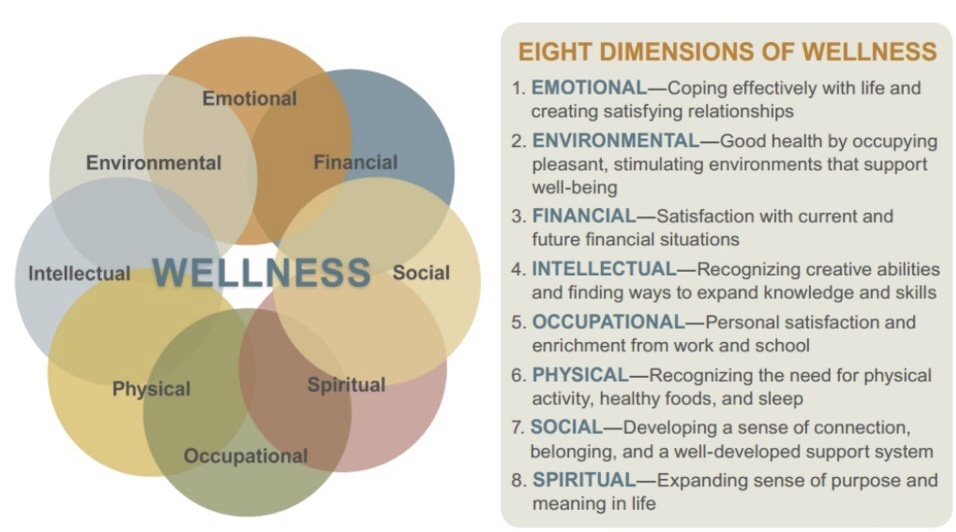 Emotional
Environmental
Financial
Intellectual
WELLNESS
Social
Physical
Spiritual
Occupational
EIGHT DIMENSIONS OF WELLNESS
1. EMOTIONAL—Coping effectively with life and
creating satisfying relationships
2. ENVIRONMENTAL—Good health by occupying
pleasant, stimulating environments that support
well-being
3. FINANCIAL—Satisfaction with current and
future financial situations
4. INTELLECTUAL—Recognizing creative abilities
and finding ways to expand knowledge and skills
5. OCCUPATIONAL—Personal satisfaction and
enrichment from work and school
6. PHYSICAL—Recognizing the need for physical
activity, healthy foods, and sleep
7. SOCIAL—Developing a sense of connection,
belonging, and a well-developed support system
8. SPIRITUAL—Expanding sense of purpose and
meaning in life